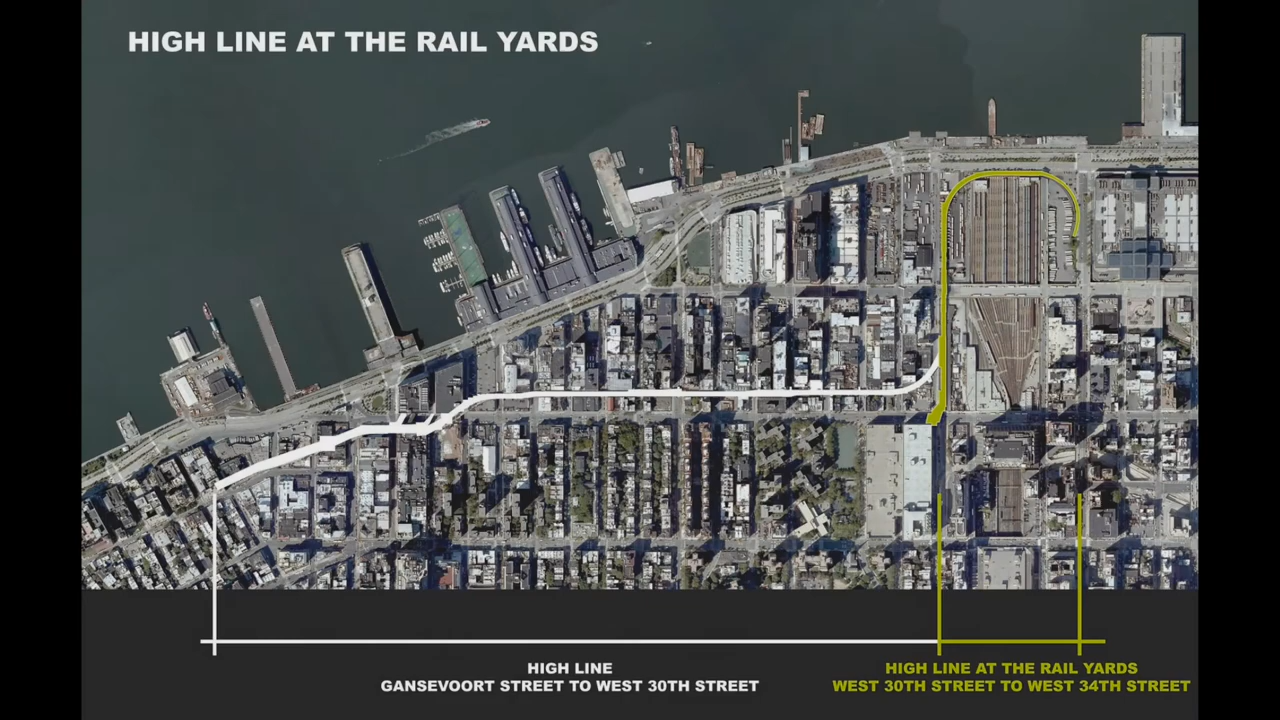 HIGH LINE AT THE RAIL YARDS
HIGH LINE
GANSEVOORT STREET TO WEST 30TH STREET
HIGH LINE AT THE RAIL YARDS
WEST 30TH STREET TO WEST 34TH STREET